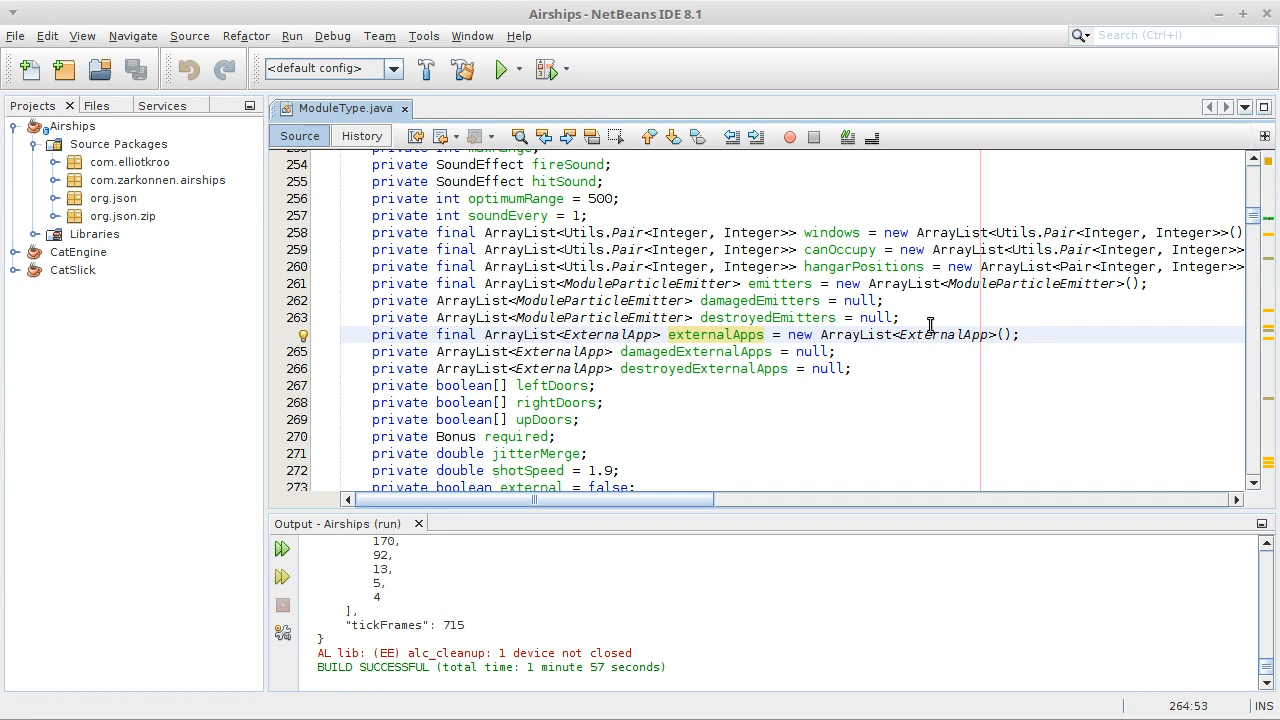 Airships - NetBeans IDE 8.1
File Edit View Navigate Source Refactor Run Debug Team Tools Window Help
Search (Ctrl+I)
<default config>
Projects Files Services
Airships
Source Packages
com.elliotkroo
com.zarkonnen.airships
org.json
org.json.zip
Libraries
CatEngine
CatSlick
ModuleType.java
Source History
254 private SoundEffect fireSound;
255 private SoundEffect hitSound;
256 private int optimumRange = 500;
257 private int soundEvery = 1;
258 private final ArrayList<Utils.Pair<Integer, Integer>> windows = new ArrayList<Utils.Pair<Integer, Integer>>()
259 private final ArrayList<Utils.Pair<Integer, Integer>> canOccupy = new ArrayList<Utils.Pair<Integer, Integer>>
260 private final ArrayList<Utils.Pair<Integer, Integer>> hangarPositions = new ArrayList<Pair<Integer, Integer>>
261 private final ArrayList<ModuleParticleEmitter> emitters = new ArrayList<ModuleParticleEmitter>();
262 private ArrayList<ModuleParticleEmitter> damagedEmitters = null;
263 private ArrayList<ModuleParticleEmitter> destroyedEmitters = null;
private final ArrayList<ExternalApp> externalApps = new ArrayList<ExternalApp>();
265 private ArrayList<ExternalApp> damagedExternalApps = null;
266 private ArrayList<ExternalApp> destroyedExternalApps = null;
267 private boolean[] leftDoors;
268 private boolean[] rightDoors;
269 private boolean[] upDoors;
270 private Bonus required;
271 private double jitterMerge;
272 private double shotSpeed = 1.9;
273 private boolean external = false;
Output - Airships (run)
170,
92,
13,
5,
4
],
"tickFrames": 715
}
AL lib: (EE) alc_cleanup: 1 device not closed
BUILD SUCCESSFUL (total time: 1 minute 57 seconds)
264:53 INS